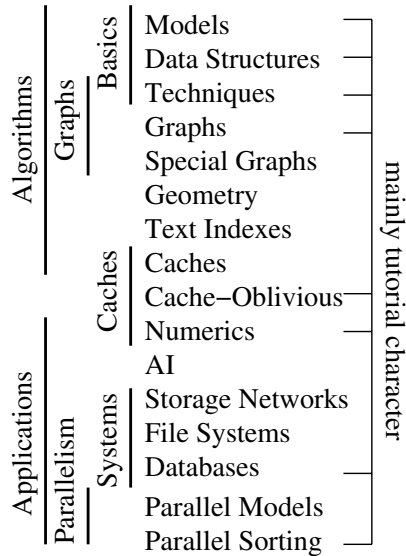 Models
Data Structures
Techniques
Graphs
Special Graphs
Geometry
Text Indexes
Caches
Cache−Oblivious
Numerics
AI
Storage Networks
File Systems
Databases
Parallel Models
Parallel Sorting
Basics
Graphs
Algorithms
Caches
Systems
Applications
Parallelism
mainly tutorial character